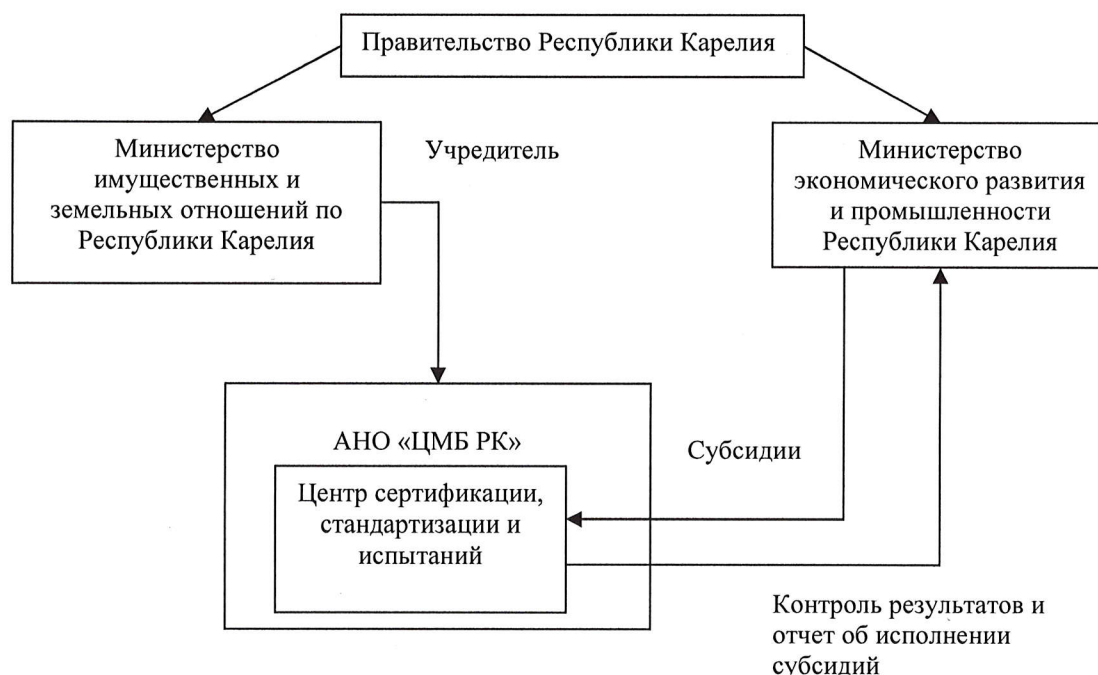 Правительство Республики Карелия
Министерство
имущественных и
земельных отношений по
Республики Карелия
Учредитель
Министерство
экономического развития
и промышленности
Республики Карелия
АНО «ЦМБ РК»
Центр сертификации,
стандартизации и
испытаний
Субсидии
Контроль результатов и
отчет об исполнении
субсидий